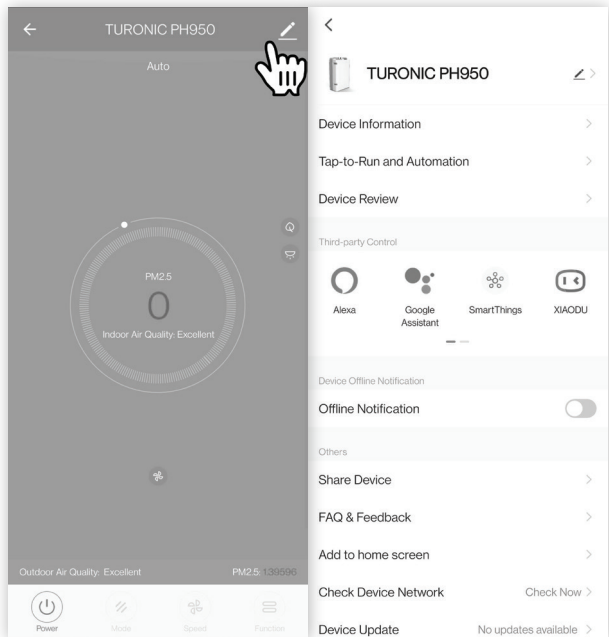 TURONIC PH950
Auto
PM2.5
0
Indoor Air Quality: Excellent
Outdoor Air Quality: Excellent PM2.5: 139596
Power Mode Speed Function
TURONIC PH950
Device Information
Tap-to-Run and Automation
Device Review
Third-party Control
Alexa Google Assistant SmartThings XIAODU
Device Offline Notification
Offline Notification
Others
Share Device
FAQ & Feedback
Add to home screen
Check Device Network Check Now
Device Update No updates available